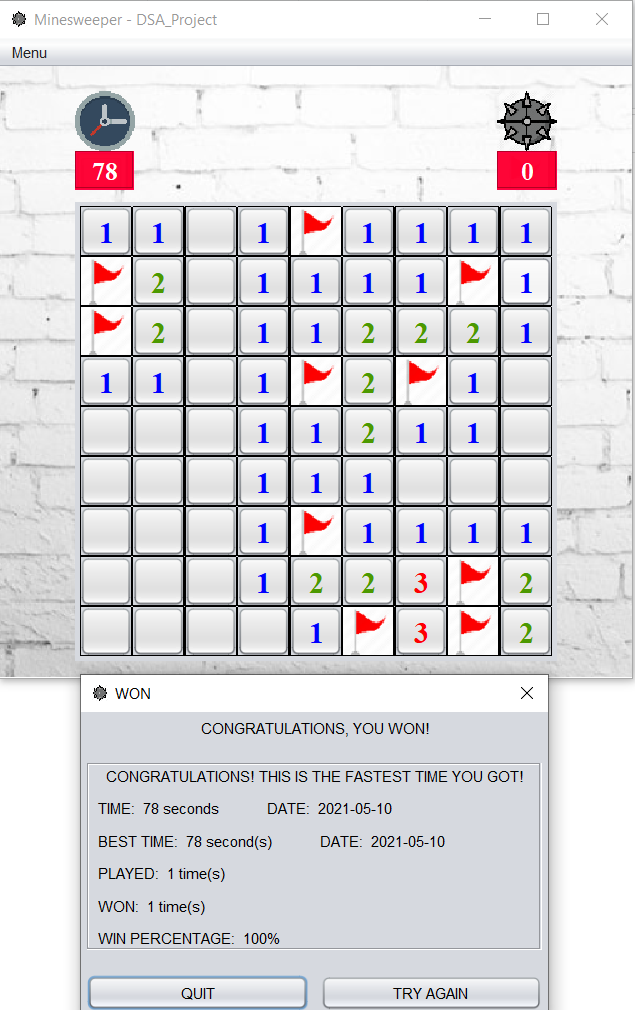 Minesweeper - DSA_Project
Menu
78 0
1 1 1 1 1 1 1
2 1 1 1 1 1
2 1 1 2 2 2 1
1 1 1 2 1
1 1 2 1 1
1 1 1
1 1 1 1 1
1 2 2 3 2
1 3 2
WON
CONGRATULATIONS, YOU WON!
CONGRATULATIONS! THIS IS THE FASTEST TIME YOU GOT!
TIME: 78 seconds DATE: 2021-05-10
BEST TIME: 78 second(s) DATE: 2021-05-10
PLAYED: 1 time(s)
WON: 1 time(s)
WIN PERCENTAGE: 100%
QUIT TRY AGAIN